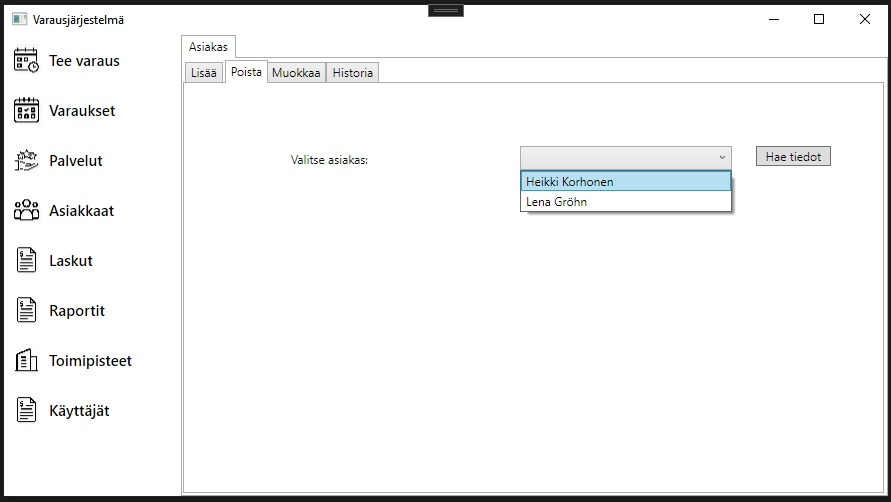 Varausjärjestelmä
Tee varaus
Varaukset
Palvelut
Asiakkaat
Laskut
Raportit
Toimipisteet
Käyttäjät
Asiakas
Lisää Poista Muokkaa Historia
Valitse asiakas:
Hae tiedot
Heikki Korhonen
Lena Gröhn